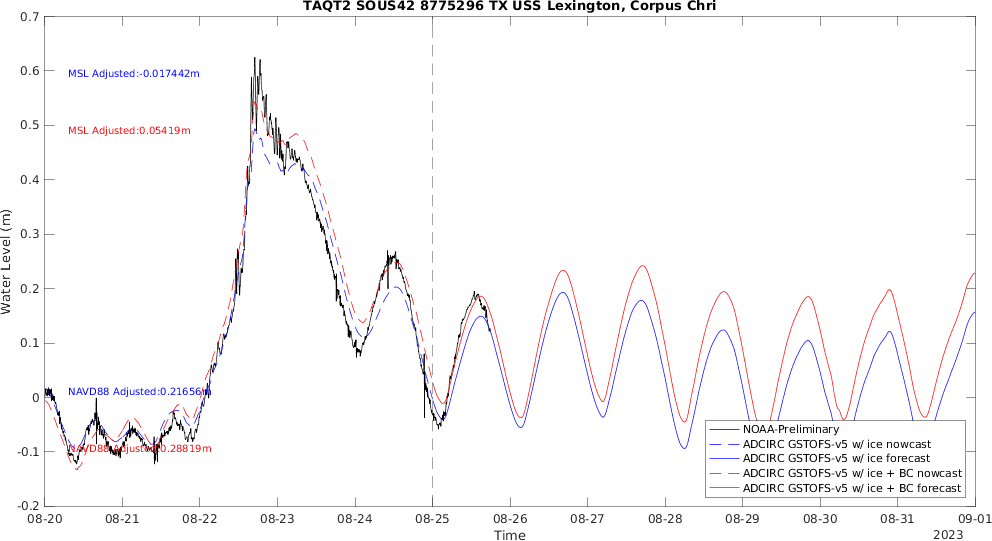 TAQT2 SOUS42 8775296 TX USS Lexington, Corpus Chri
0.7
0.6
0.5
0.4
0.3
0.2
0.1
0
-0.1
-0.2
Water Level (m)
MSL Adjusted:-0.017442m
MSL Adjusted:0.05419m
NAVD88 Adjusted:0.21656m
NAVD88 Adjusted:0.28819m
NOAA-Preliminary
ADCIRC GSTOFS-v5 w/ ice nowcast
ADCIRC GSTOFS-v5 w/ ice forecast
ADCIRC GSTOFS-v5 w/ ice + BC nowcast
ADCIRC GSTOFS-v5 w/ ice + BC forecast
08-20 08-21 08-22 08-23 08-24 08-25 08-26 08-27 08-28 08-29 08-30 08-31 09-01
Time
2023